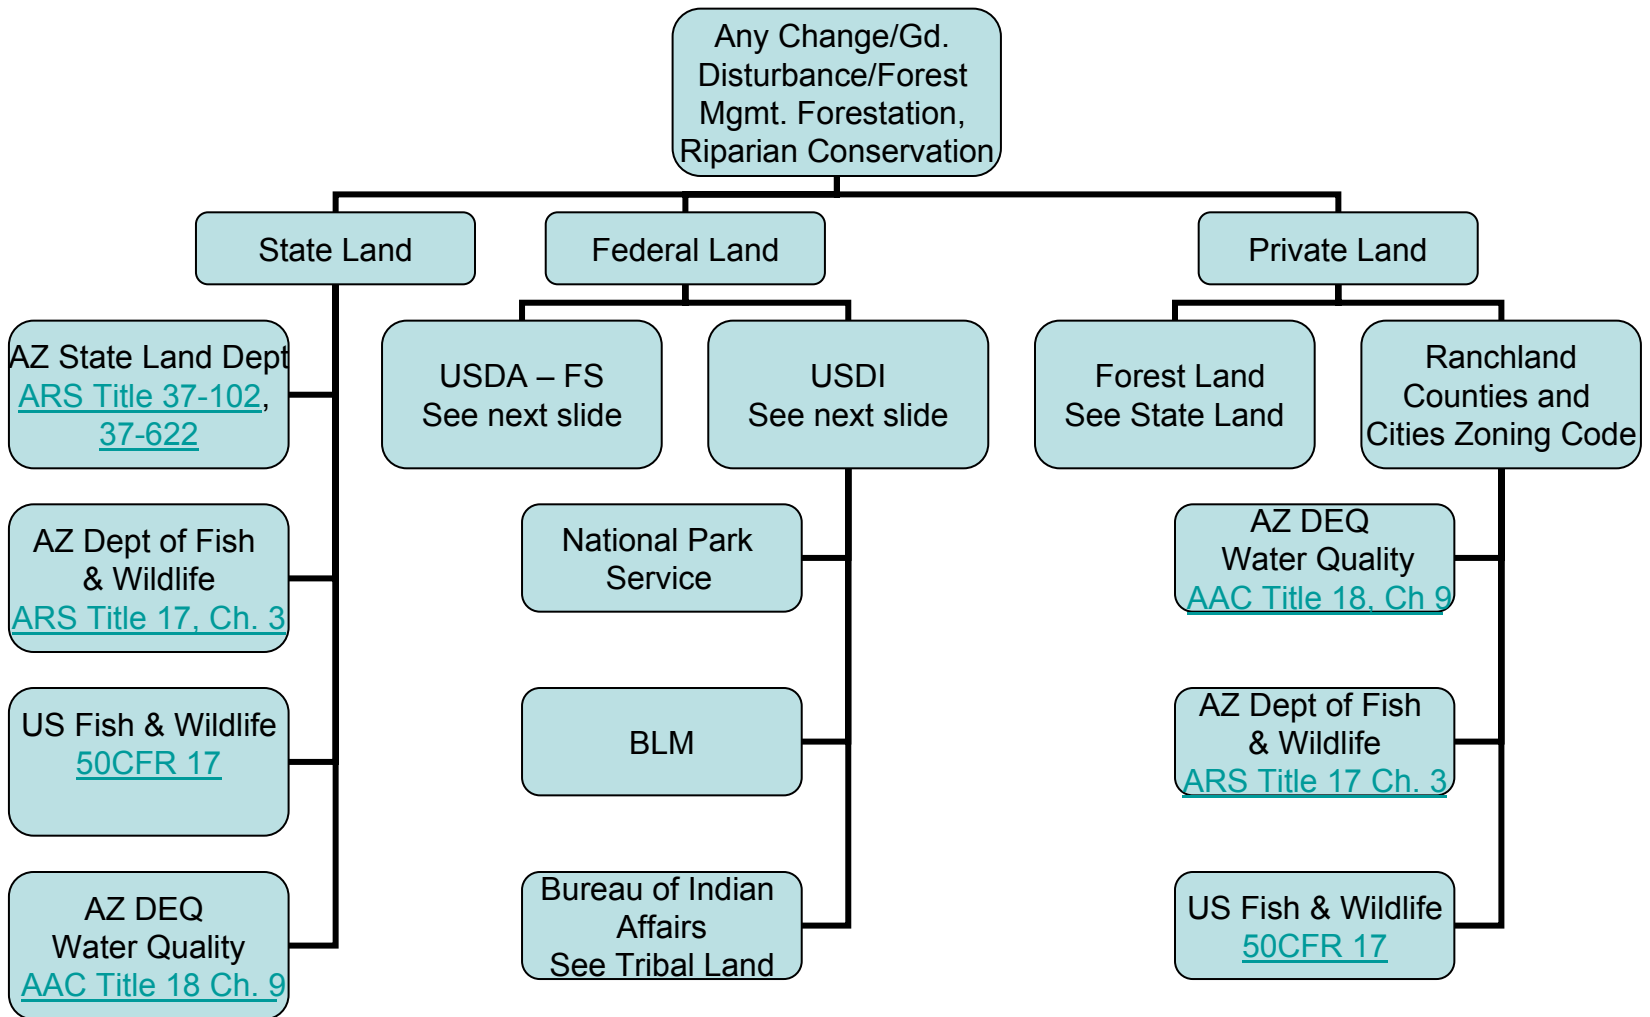 Any Change/Gd.
Disturbance/Forest
Mgmt. Forestation,
Riparian Conservation
State Land
Federal Land
Private Land
AZ State Land Dept
ARS Title 37-102,
37-622
USDA – FS
See next slide
USDI
See next slide
Forest Land
See State Land
Ranchland
Counties and
Cities Zoning Code
AZ Dept of Fish
& Wildlife
ARS Title 17, Ch. 3
National Park
Service
AZ DEQ
Water Quality
AAC Title 18, Ch 9
US Fish & Wildlife
50CFR 17
BLM
AZ Dept of Fish
& Wildlife
ARS Title 17 Ch. 3
AZ DEQ
Water Quality
AAC Title 18 Ch. 9
Bureau of Indian
Affairs
See Tribal Land
US Fish & Wildlife
50CFR 17